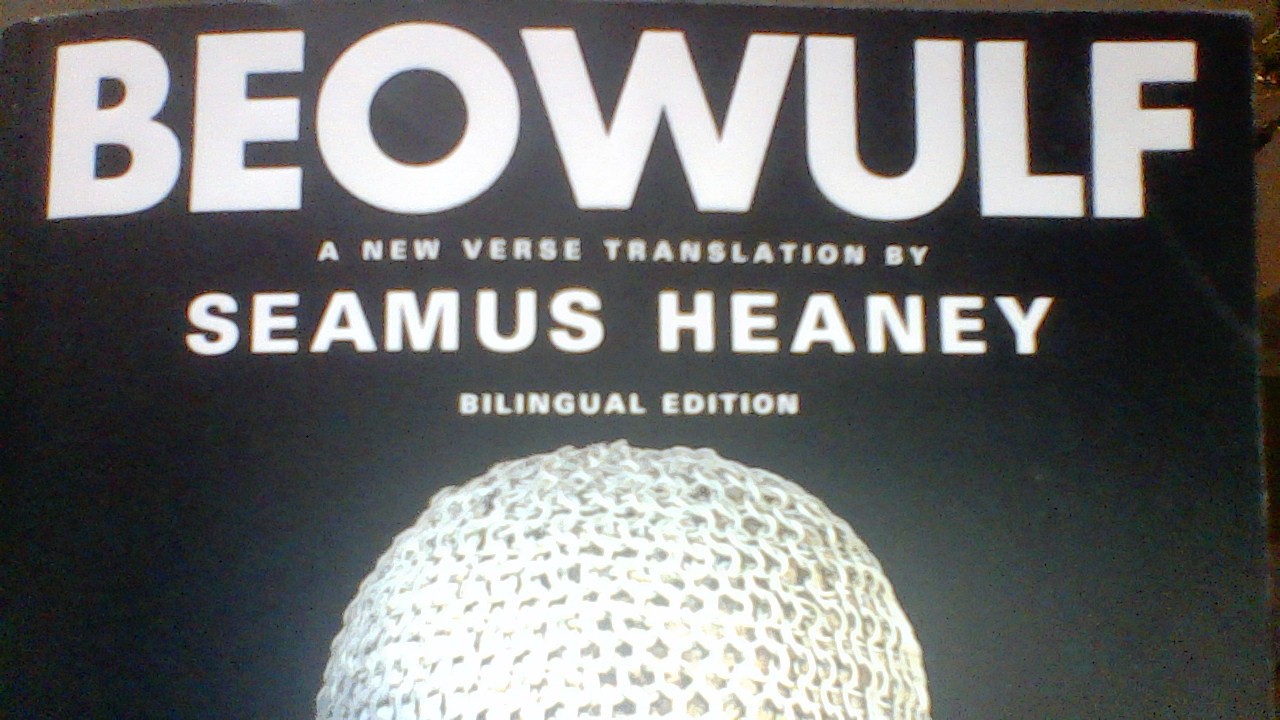 BEOWULF
A NEW VERSE TRANSLATION BY
SEAMUS HEANEY
BILINGUAL EDITION